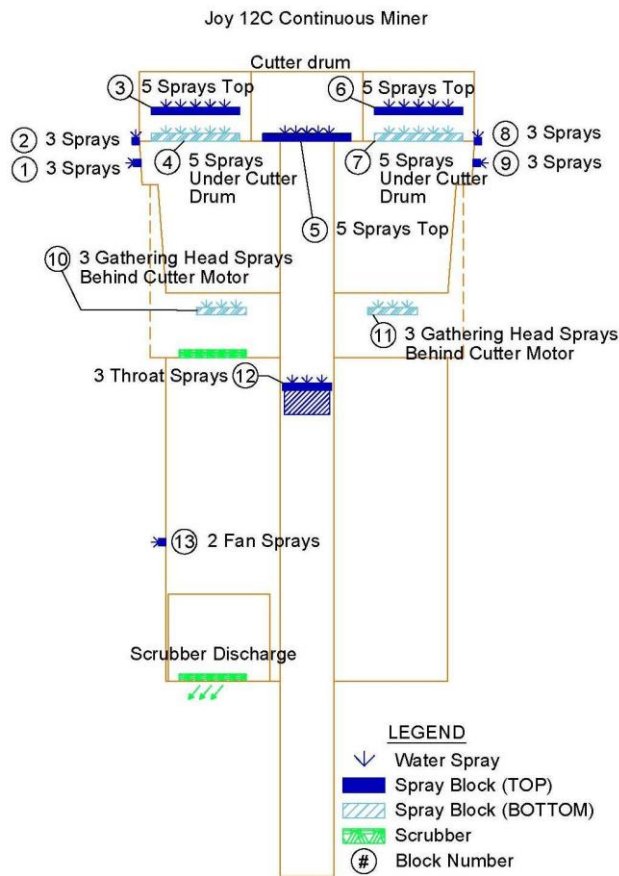 Joy 12C Continuous Miner
Cutter drum
3 5 Sprays Top
6 5 Sprays Top
2 3 Sprays
8 3 Sprays
1 3 Sprays
4 5 Sprays
Under Cutter
Drum
7 5 Sprays
Under Cutter
Drum
9 3 Sprays
5 5 Sprays Top
10 3 Gathering Head Sprays
Behind Cutter Motor
11 3 Gathering Head Sprays
Behind Cutter Motor
3 Throat Sprays 12
13 2 Fan Sprays
Scrubber Discharge
LEGEND
Water Spray
Spray Block (TOP)
Spray Block (BOTTOM)
Scrubber
# Block Number